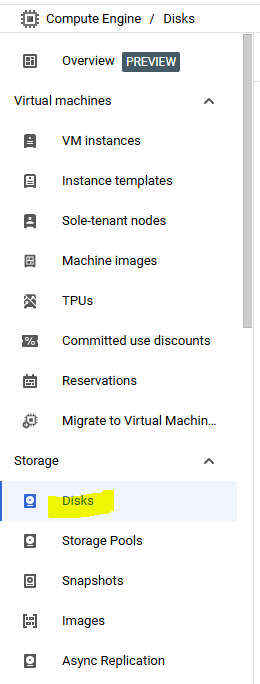 Compute Engine / Disks
Overview PREVIEW
Virtual machines
VM instances
Instance templates
Sole-tenant nodes
Machine images
TPUs
Committed use discounts
Reservations
Migrate to Virtual Machin...
Storage
Disks
Storage Pools
Snapshots
Images
Async Replication